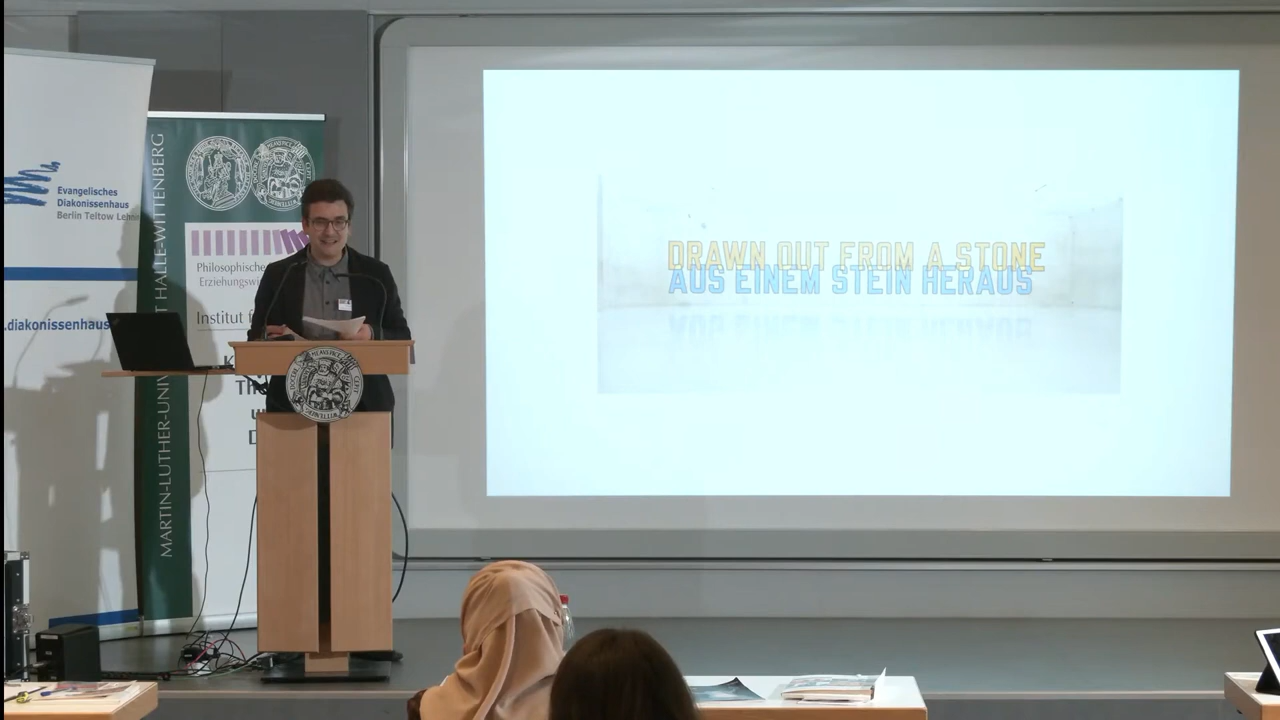 Evangelisches
Diakonissenhaus
Berlin Teltow Lehnin
.diakonissenhaus
MARTIN-LUTHER-UNIVERSITÄT HALLE-WITTENBERG
Philosophische
Erziehungswi
Institut f
DRAWN OUT FROM A STONE
AUS EINEM STEIN HERAUS